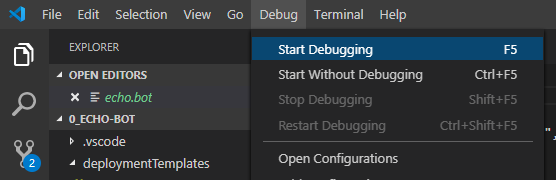 File Edit Selection View Go Debug Terminal Help
EXPLORER
OPEN EDITORS
echo.bot
0_ECHO-BOT
.vscode
deploymentTemplates
2
Start Debugging F5
Start Without Debugging Ctrl+F5
Stop Debugging Shift+F5
Restart Debugging Ctrl+Shift+F5
Open Configurations
",